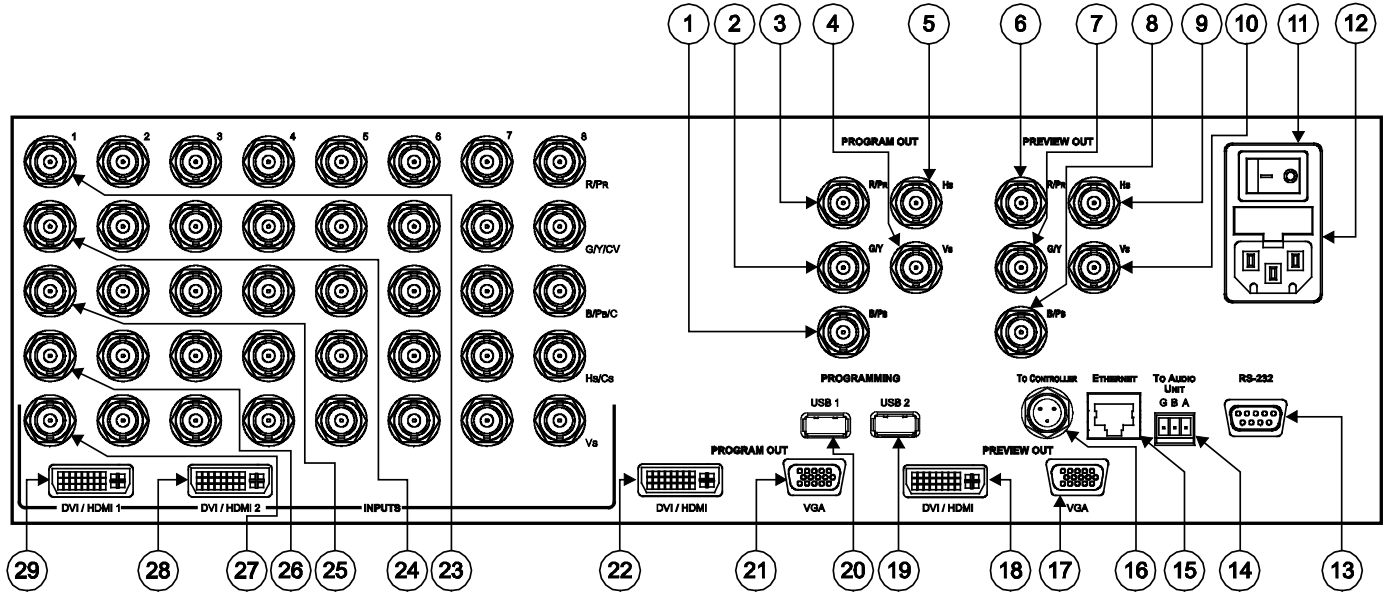 1 2 3 4 5 6 7 8 9 10 11 12
1 2 3 4 5 6 7 8
PROGRAM OUT
PREVIEW OUT
R/PR
R/PR
HS
R/PR
HS
G/Y/CV
G/Y
VS
G/Y
VS
B/PB/C
B/PB
B/PB
HS/CS
PROGRAMMING
TO CONTROLLER
ETHERNET
TO AUDIO
UNIT
G B A
RS-232
USB 1
USB 2
VS
PROGRAM OUT
PREVIEW OUT
DVI / HDMI 1
DVI / HDMI 2
INPUTS
DVI / HDMI
VGA
DVI / HDMI
VGA
29 28 27 26 25 24 23 22 21 20 19 18 17 16 15 14 13